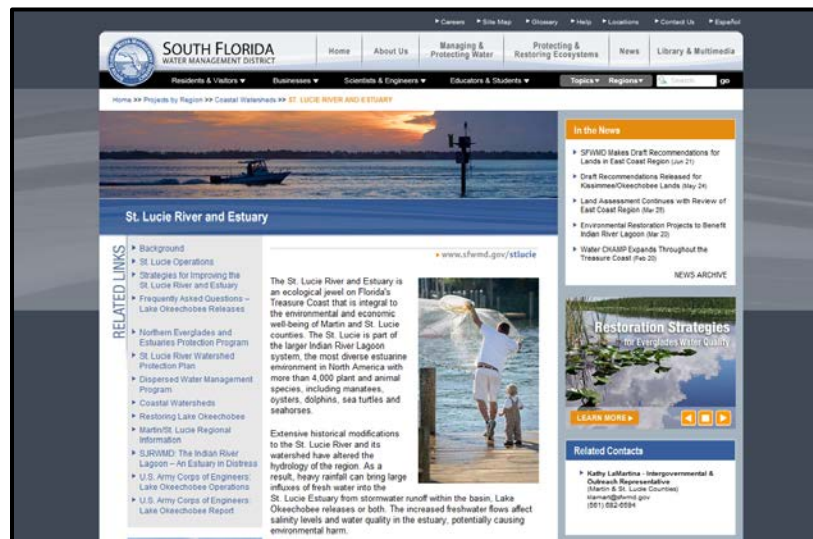 Careers Site Map Glossary Help Locations Contact Us Español
SOUTH FLORIDA
WATER MANAGEMENT DISTRICT
Home About Us Managing & Protecting Water Protecting & Restoring Ecosystems News Library & Multimedia
Residents & Visitors Businesses Scientists & Engineers Educators & Students Topics Regions Search go
Home >> Projects by Region >> Coastal Watersheds >> ST. LUCIE RIVER AND ESTUARY
St. Lucie River and Estuary
RELATED LINKS
Background
St. Lucie Operations
Strategies for Improving the
St. Lucie River and Estuary
Frequently Asked Questions –
Lake Okeechobee Releases
Northern Everglades and
Estuaries Protection Program
St. Lucie River Watershed
Protection Plan
Dispersed Water Management
Program
Coastal Watersheds
Restoring Lake Okeechobee
Martin/St. Lucie Regional
Information
SJRWMD: The Indian River
Lagoon – An Estuary in Distress
U.S. Army Corps of Engineers:
Lake Okeechobee Operations
U.S. Army Corps of Engineers:
Lake Okeechobee Report
www.sfwmd.gov/stlucie
The St. Lucie River and Estuary is
an ecological jewel on Florida's
Treasure Coast that is integral to
the environmental and economic
well-being of Martin and St. Lucie
counties. The St. Lucie is part of
the larger Indian River Lagoon
system, the most diverse estuarine
environment in North America with
more than 4,000 plant and animal
species, including manatees,
oysters, dolphins, sea turtles and
seahorses.
Extensive historical modifications
to the St. Lucie River and its
watershed have altered the
hydrology of the region. As a
result, heavy rainfall can bring large
influxes of fresh water into the
St. Lucie Estuary from stormwater runoff within the basin, Lake
Okeechobee releases or both. The increased freshwater flows affect
salinity levels and water quality in the estuary, potentially causing
environmental harm.
In the News
SFWMD Makes Draft Recommendations for
Lands in East Coast Region (Jun 21)
Draft Recommendations Released for
Kissimmee/Okeechobee Lands (May 24)
Land Assessment Continues with Review of
East Coast Region (Mar 28)
Environmental Restoration Projects to Benefit
Indian River Lagoon (Mar 20)
Water CHAMP Expands Throughout the
Treasure Coast (Feb 20)
NEWS ARCHIVE
Restoration Strategies
for Everglades Water Quality
LEARN MORE
Related Contacts
Kathy LaMartina - Intergovernmental &
Outreach Representative
(Martin & St. Lucie Counties)
klamart@sfwmd.gov